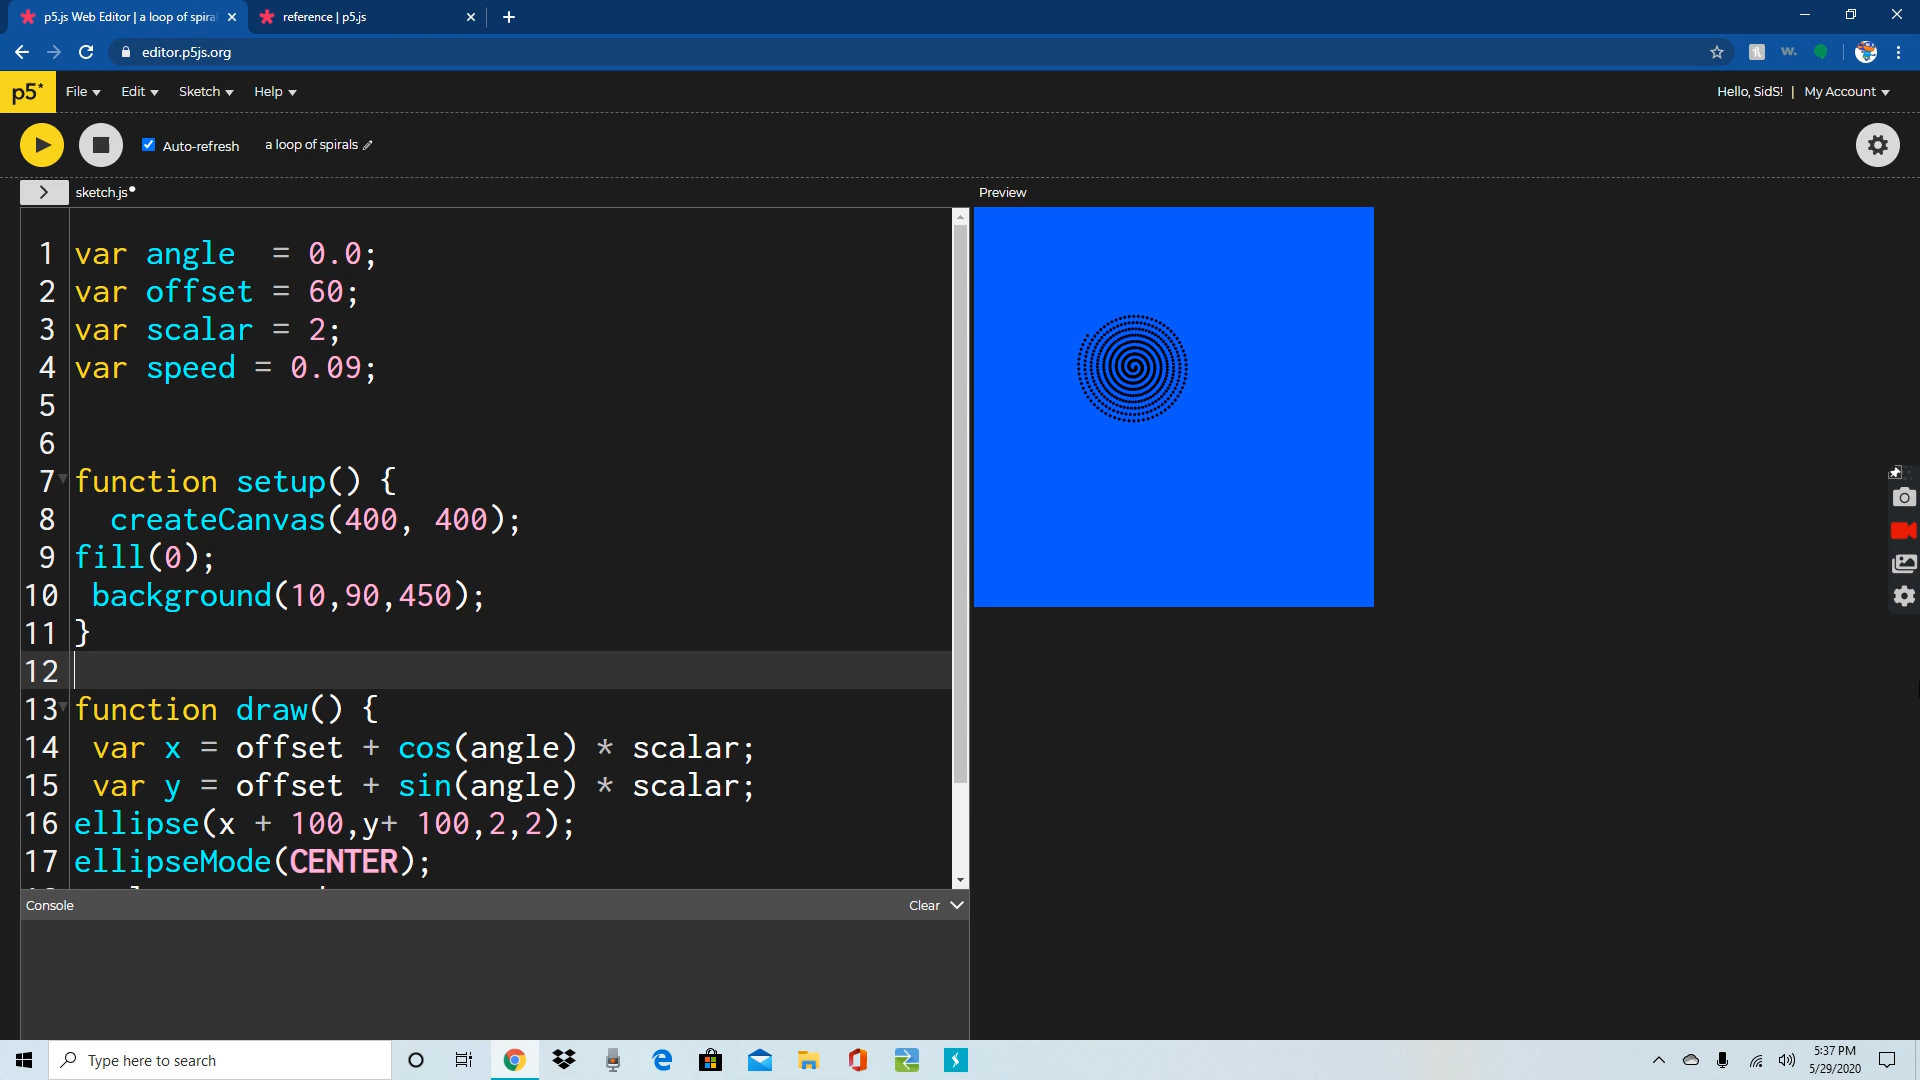 p5.js Web Editor | a loop of spira
reference | p5.js
editor.p5js.org
p5*
File
Edit
Sketch
Help
Hello, SidS! | My Account
Auto-refresh
a loop of spirals
sketch.js
Preview
1 var angle  = 0.0;
2 var offset = 60;
3 var scalar = 2;
4 var speed = 0.09;
5
6
7 function setup() {
8   createCanvas(400, 400);
9 fill(0);
10  background(10,90,450);
11 }
12
13 function draw() {
14  var x = offset + cos(angle) * scalar;
15  var y = offset + sin(angle) * scalar;
16 ellipse(x + 100,y+ 100,2,2);
17 ellipseMode(CENTER);
Console
Clear
Type here to search
5:37 PM
5/29/2020